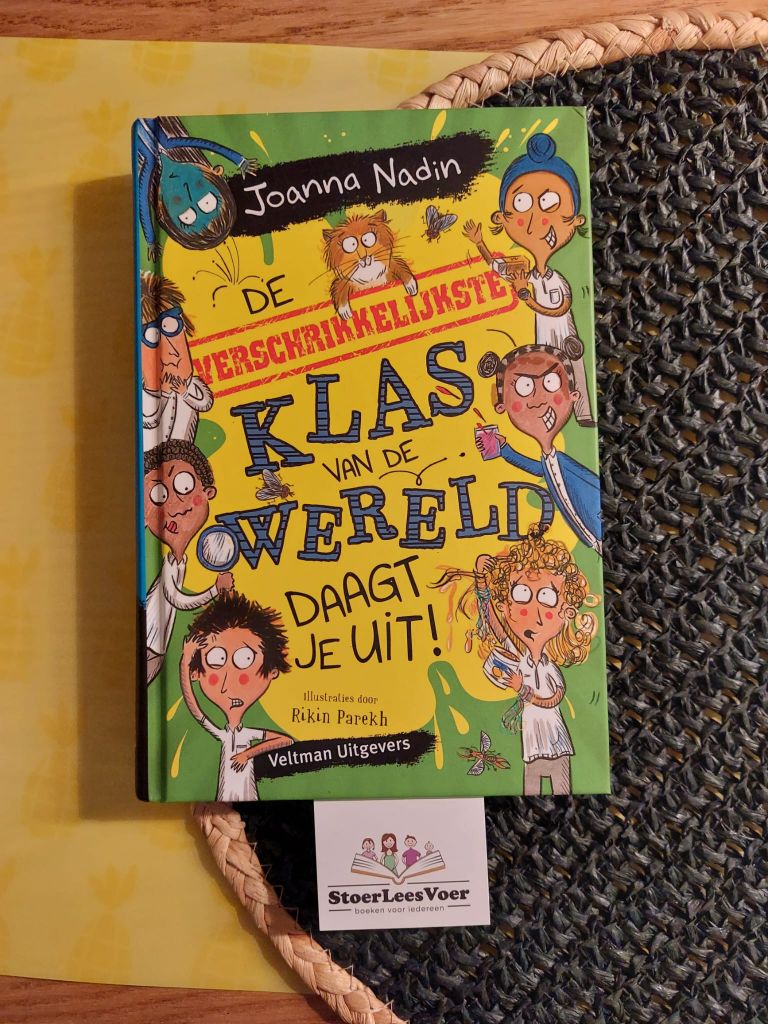 Joanna Nadin
DE
VERSCHRIKKELIJKSTE
KLAS
VAN DE
WERELD
DAAGT
JE UIT!
Illustraties door
Rikin Parekh
Veltman Uitgevers
StoerLeesVoer
boeken voor iedereen